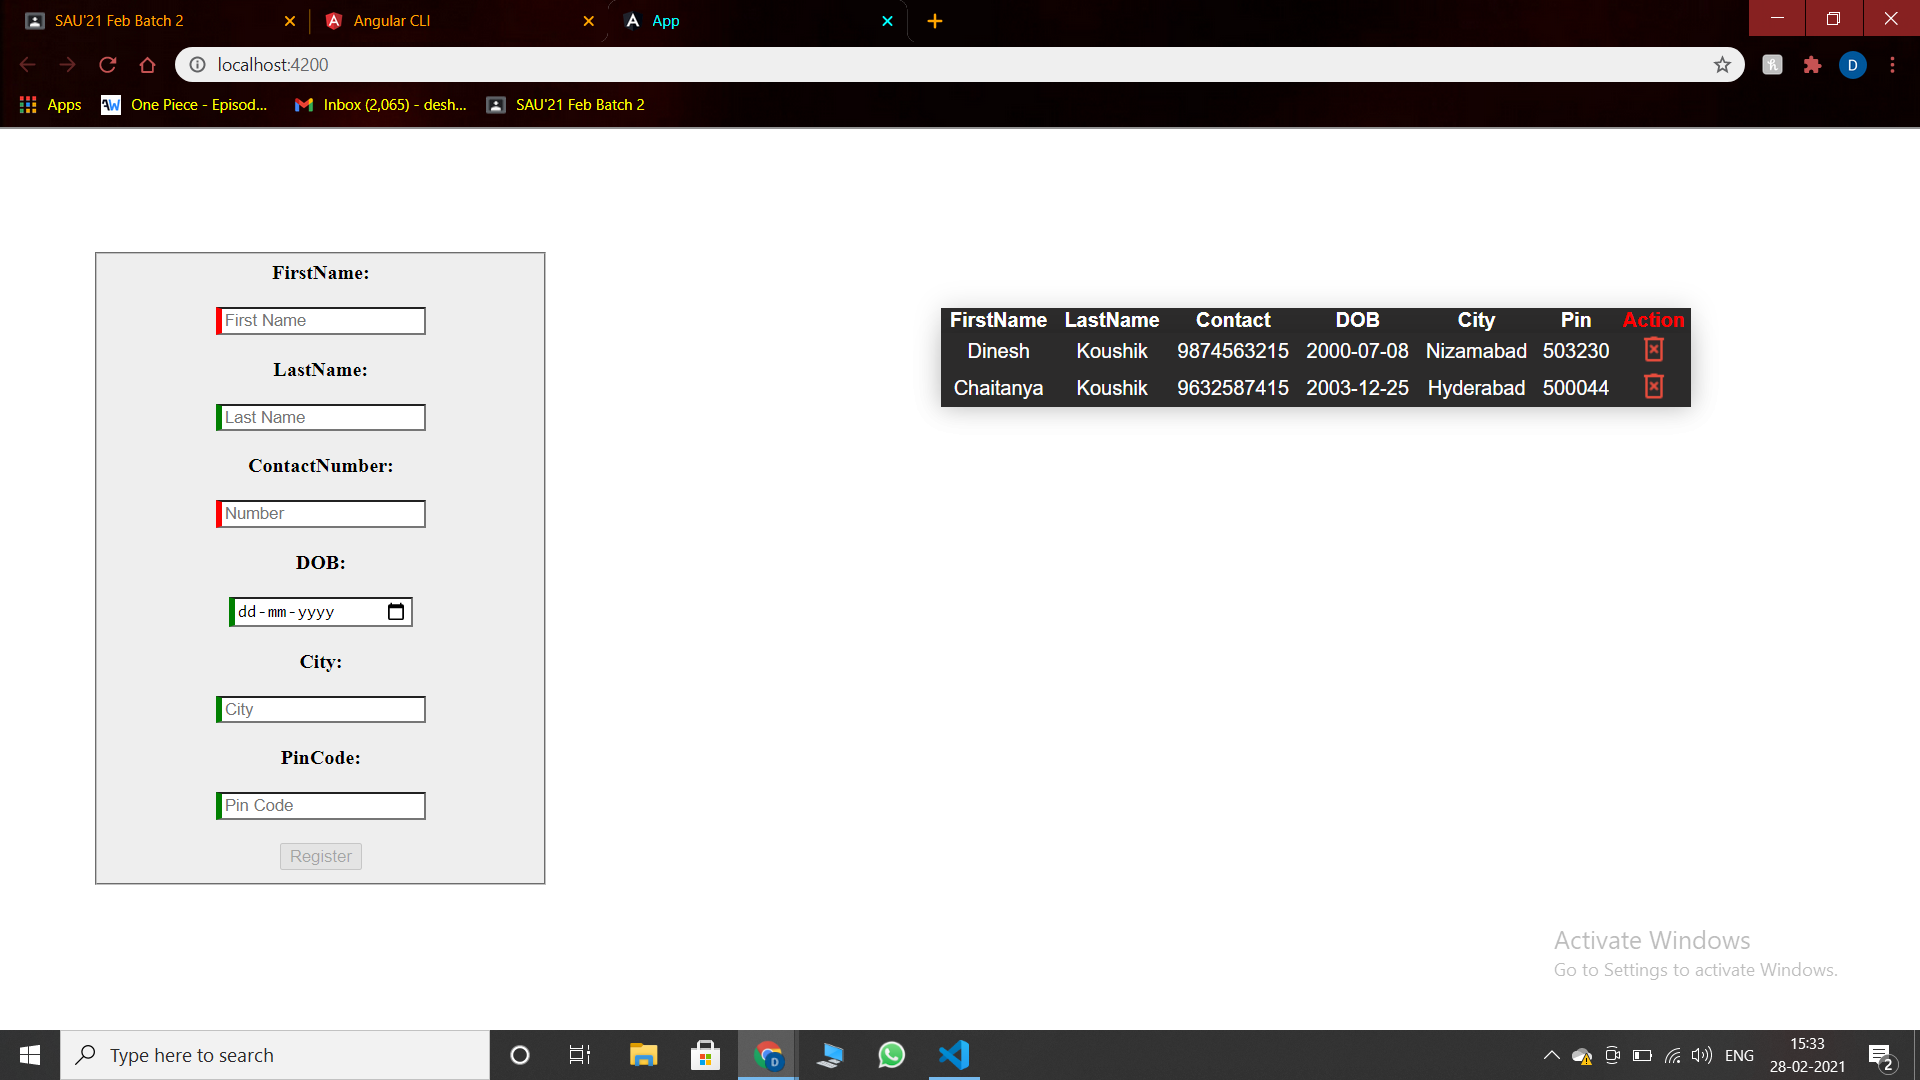 SAU'21 Feb Batch 2
Angular CLI
App
localhost:4200
D
Apps
One Piece - Episod...
Inbox (2,065) - desh...
SAU'21 Feb Batch 2
FirstName:
First Name
LastName:
Last Name
ContactNumber:
Number
DOB:
dd-mm-yyyy
City:
City
PinCode:
Pin Code
Register
FirstName LastName Contact DOB City Pin Action
Dinesh Koushik 9874563215 2000-07-08 Nizamabad 503230
Chaitanya Koushik 9632587415 2003-12-25 Hyderabad 500044
Activate Windows
Go to Settings to activate Windows.
Type here to search
D
ENG
15:33
28-02-2021
2